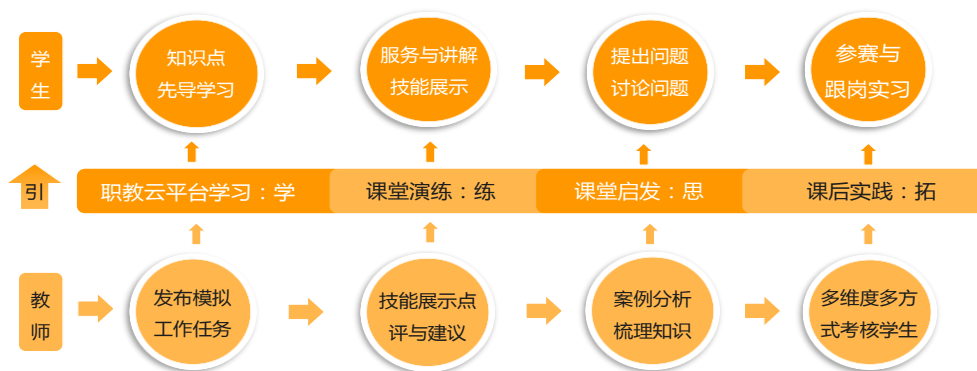 学
生
知识点
先导学习
服务与讲解
技能展示
提出问题
讨论问题
参赛与
跟岗实习
引
职教云平台学习：学
课堂演练：练
课堂启发：思
课后实践：拓
教
师
发布模拟
工作任务
技能展示点
评与建议
案例分析
梳理知识
多维度多方
式考核学生